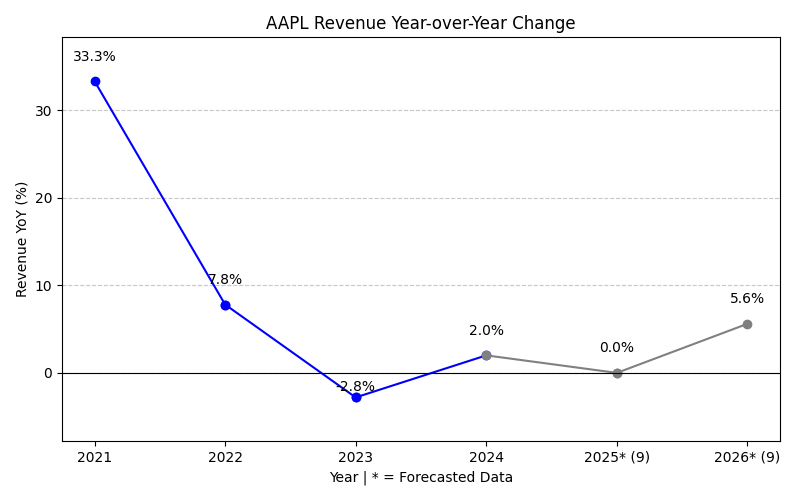 AAPL Revenue Year-over-Year Change
33.3%
30
20
7.8%
10
5.6%
2.0%
0.0%
0
-2.8%
Revenue YoY (%)
2021 2022 2023 2024 2025* (9) 2026* (9)
Year | * = Forecasted Data